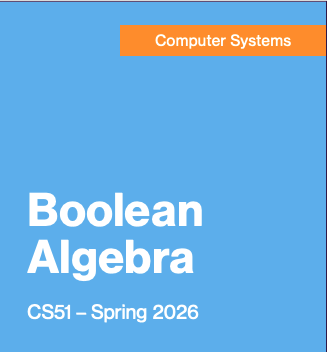 Computer Systems
Boolean
Algebra
CS51 – Spring 2026